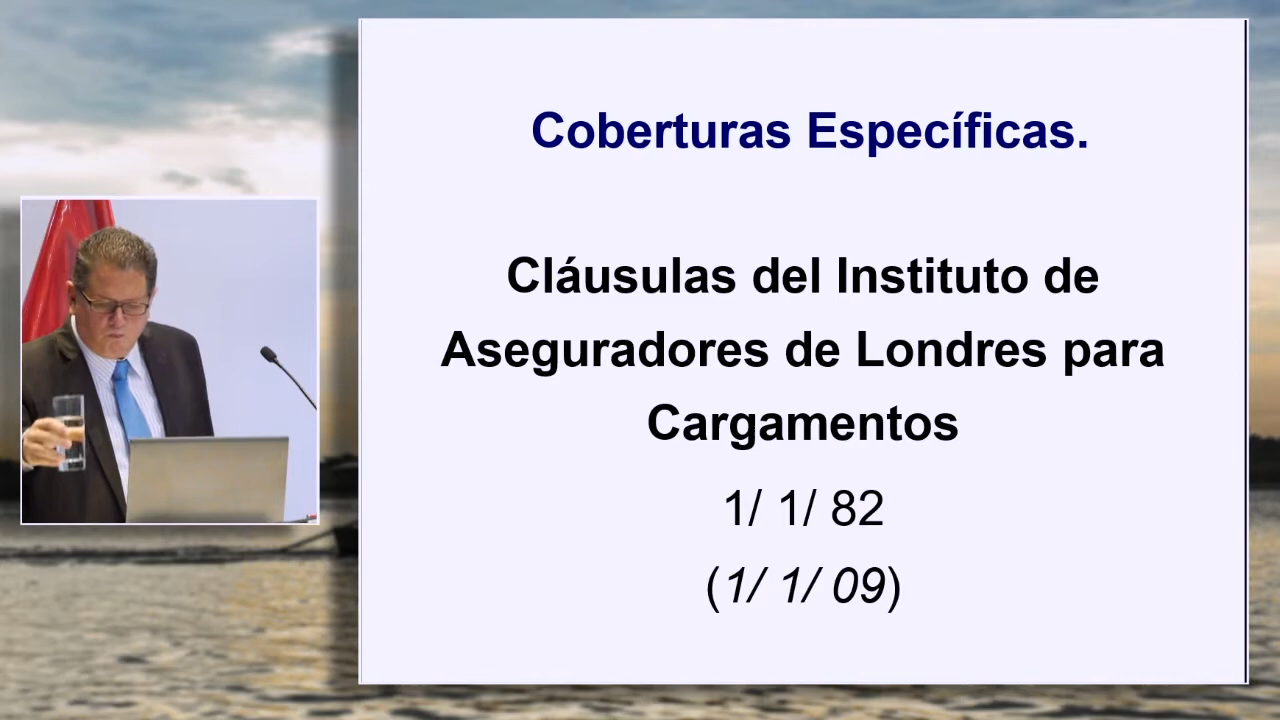 Coberturas Específicas.
Cláusulas del Instituto de
Aseguradores de Londres para
Cargamentos
1/ 1/ 82
(1/ 1/ 09)